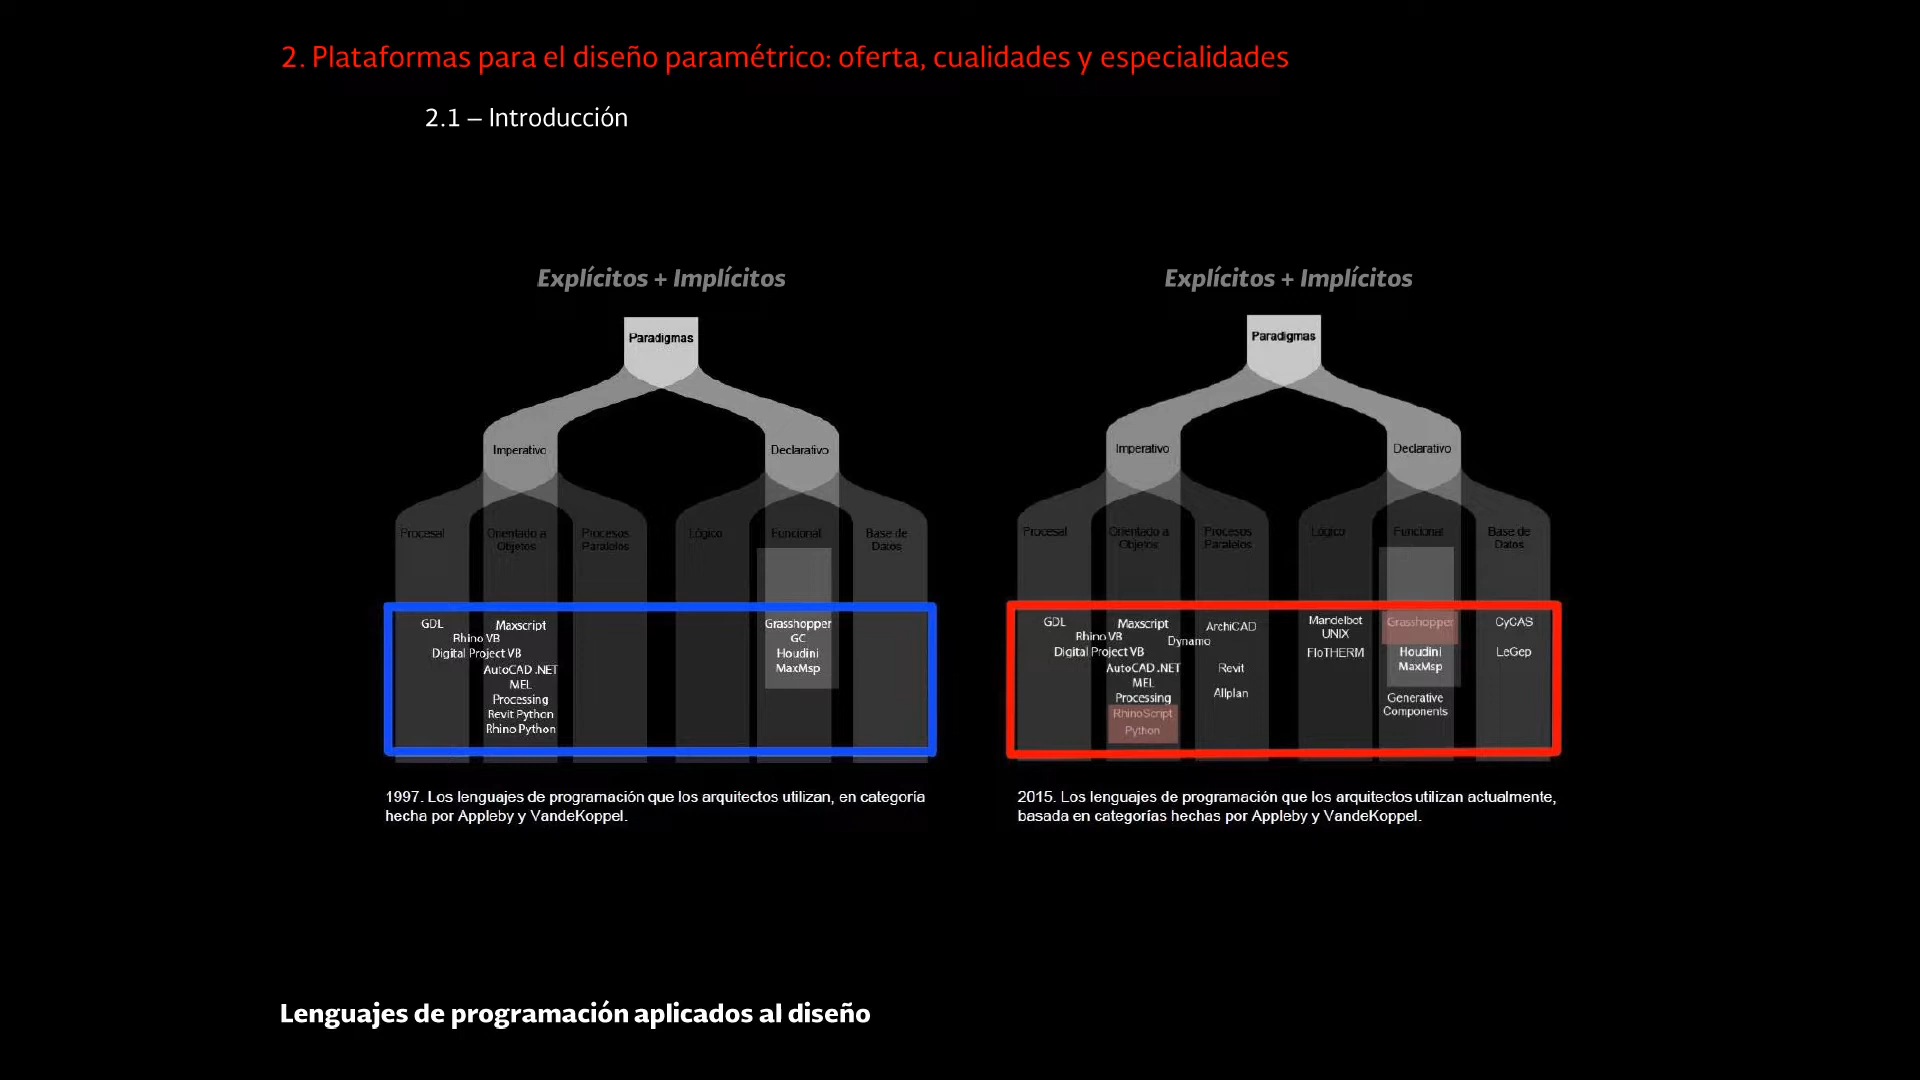 2. Plataformas para el diseño paramétrico: oferta, cualidades y especialidades
2.1 – Introducción
Explícitos + Implícitos
Paradigmas
Imperativo
Declarativo
Procesal
Orientado a
Objetos
Procesos
Paralelos
Lógico
Funcional
Base de
Datos
GDL
Rhino VB
Digital Project VB
Maxscript
AutoCAD .NET
MEL
Processing
Revit Python
Rhino Python
Grasshopper
GC
Houdini
MaxMsp
1997. Los lenguajes de programación que los arquitectos utilizan, en categoría
hecha por Appleby y VandeKoppel.
Explícitos + Implícitos
Paradigmas
Imperativo
Declarativo
Procesal
Orientado a
Objetos
Procesos
Paralelos
Lógico
Funcional
Base de
Datos
GDL
Rhino VB
Digital Project VB
Maxscript
AutoCAD .NET
MEL
Processing
RhinoScript
Python
Dynamo
ArchiCAD
Revit
Allplan
Mandelbot
UNIX
FloTHERM
Grasshopper
Houdini
MaxMsp
Generative
Components
CyCAS
LeGep
2015. Los lenguajes de programación que los arquitectos utilizan actualmente,
basada en categorías hechas por Appleby y VandeKoppel.
Lenguajes de programación aplicados al diseño